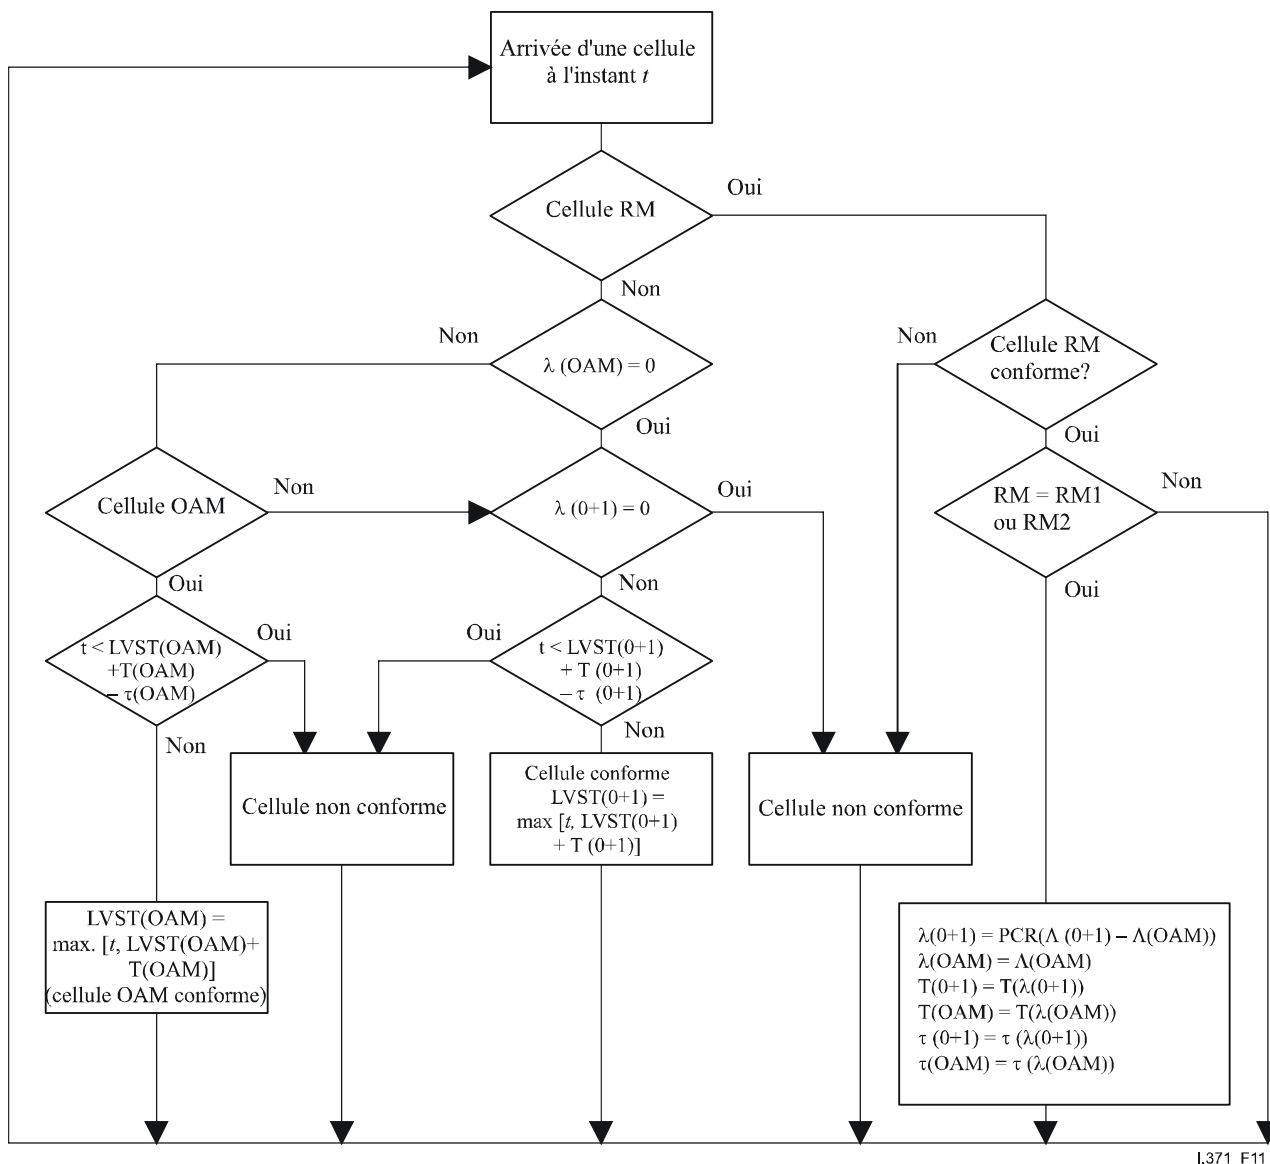 Arrivée d'une cellule
à l'instant t
Oui
Cellule RM
Non
Non
Non
λ (OAM) = 0
Cellule RM
conforme?
Oui
Oui
Cellule OAM
Non
λ (0+1) = 0
Oui
RM = RM1
ou RM2
Non
Oui
Non
Oui
t < LVST(OAM)
+T(OAM)
– τ(OAM)
Oui
Oui
t < LVST(0+1)
+ T (0+1)
– τ (0+1)
Non
Non
Cellule non conforme
Cellule conforme
LVST(0+1) =
max [t, LVST(0+1)
+ T (0+1)]
Cellule non conforme
LVST(OAM) =
max. [t, LVST(OAM)+
T(OAM)]
(cellule OAM conforme)
λ(0+1) = PCR(Λ (0+1) – Λ(OAM))
λ(OAM) = Λ(OAM)
T(0+1) = T(λ(0+1))
T(OAM) = T(λ(OAM))
τ (0+1) = τ (λ(0+1))
τ(OAM) = τ (λ(OAM))
I.371_F11